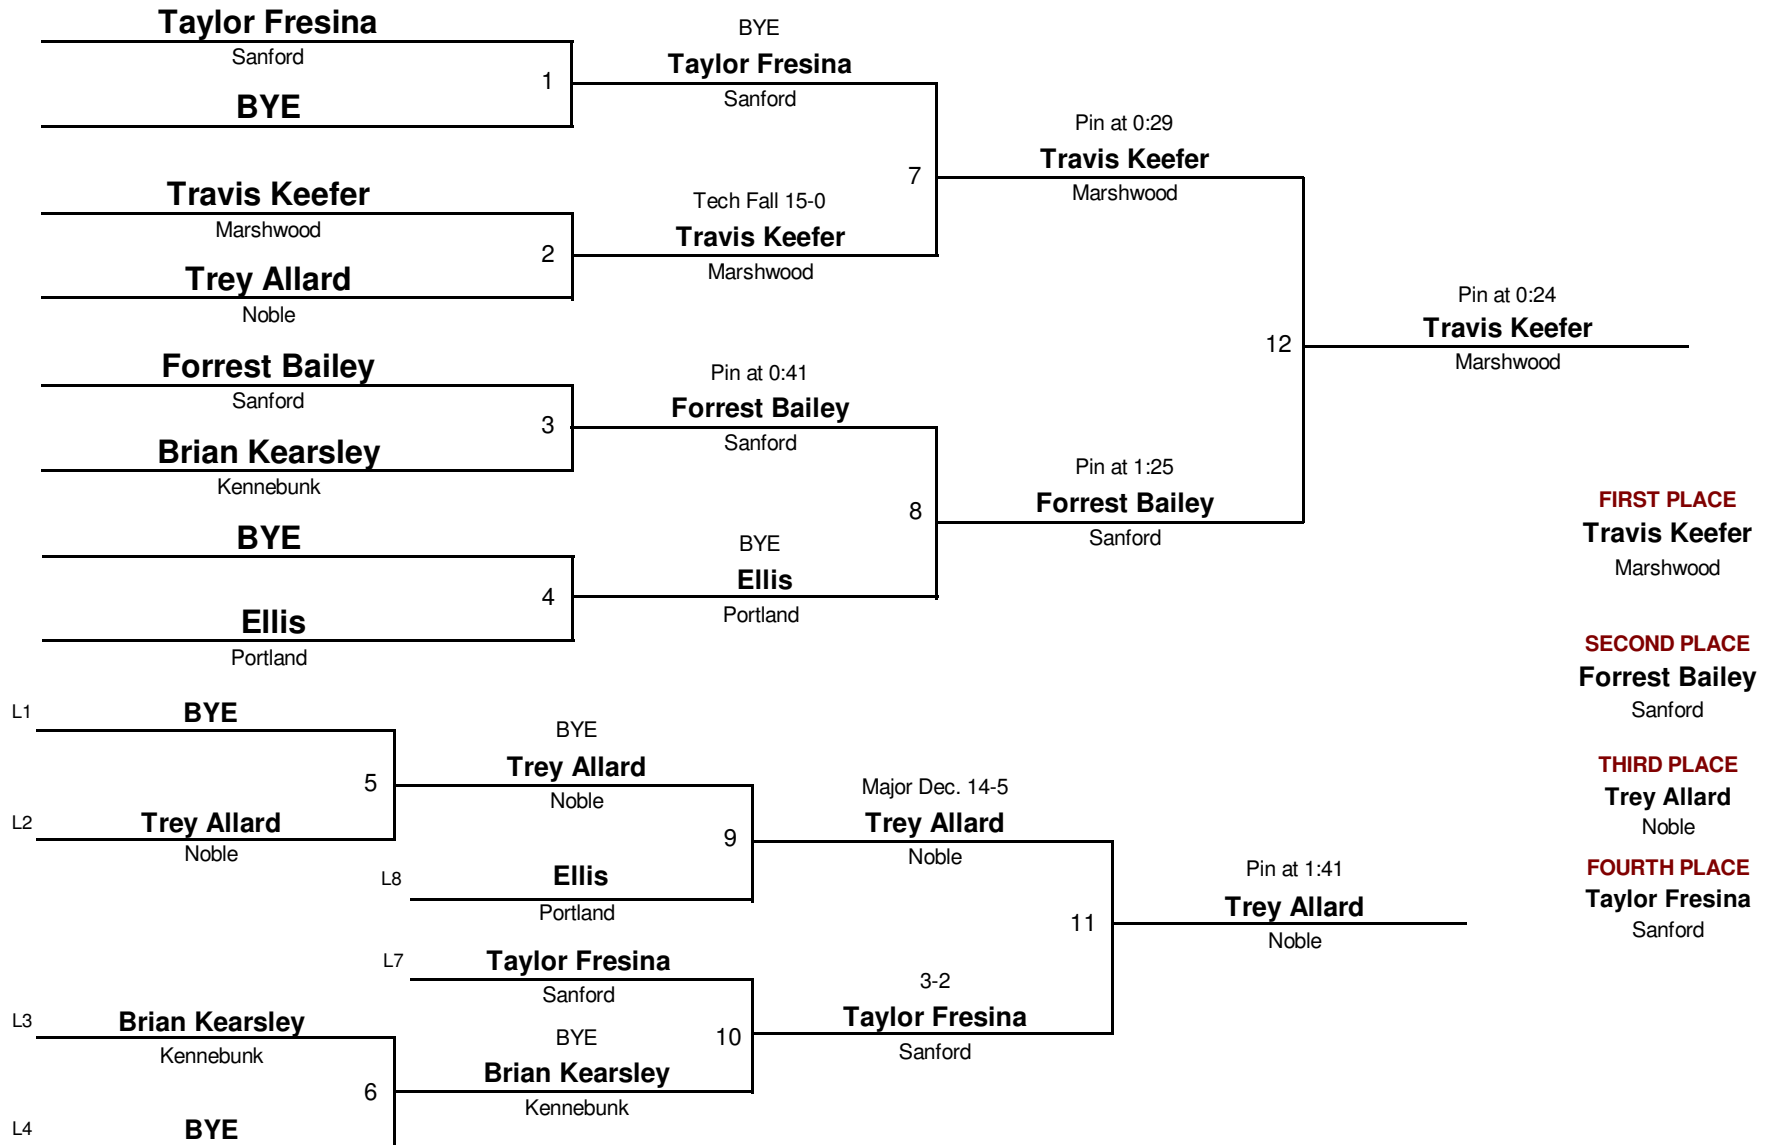 Taylor Fresina
Sanford
1
BYE
BYE
Taylor Fresina
Sanford
Travis Keefer
Marshwood
2
Trey Allard
Noble
Tech Fall 15-0
Travis Keefer
Marshwood
7
Pin at 0:29
Travis Keefer
Marshwood
Forrest Bailey
Sanford
3
Brian Kearsley
Kennebunk
Pin at 0:41
Forrest Bailey
Sanford
BYE
4
Ellis
Portland
BYE
Ellis
Portland
8
Pin at 1:25
Forrest Bailey
Sanford
12
Pin at 0:24
Travis Keefer
Marshwood
FIRST PLACE
Travis Keefer
Marshwood
SECOND PLACE
Forrest Bailey
Sanford
THIRD PLACE
Trey Allard
Noble
FOURTH PLACE
Taylor Fresina
Sanford
L1
BYE
5
L2
Trey Allard
Noble
BYE
Trey Allard
Noble
9
L8
Ellis
Portland
Major Dec. 14-5
Trey Allard
Noble
L7
Taylor Fresina
Sanford
10
L3
Brian Kearsley
Kennebunk
6
L4
BYE
BYE
Brian Kearsley
Kennebunk
3-2
Taylor Fresina
Sanford
11
Pin at 1:41
Trey Allard
Noble